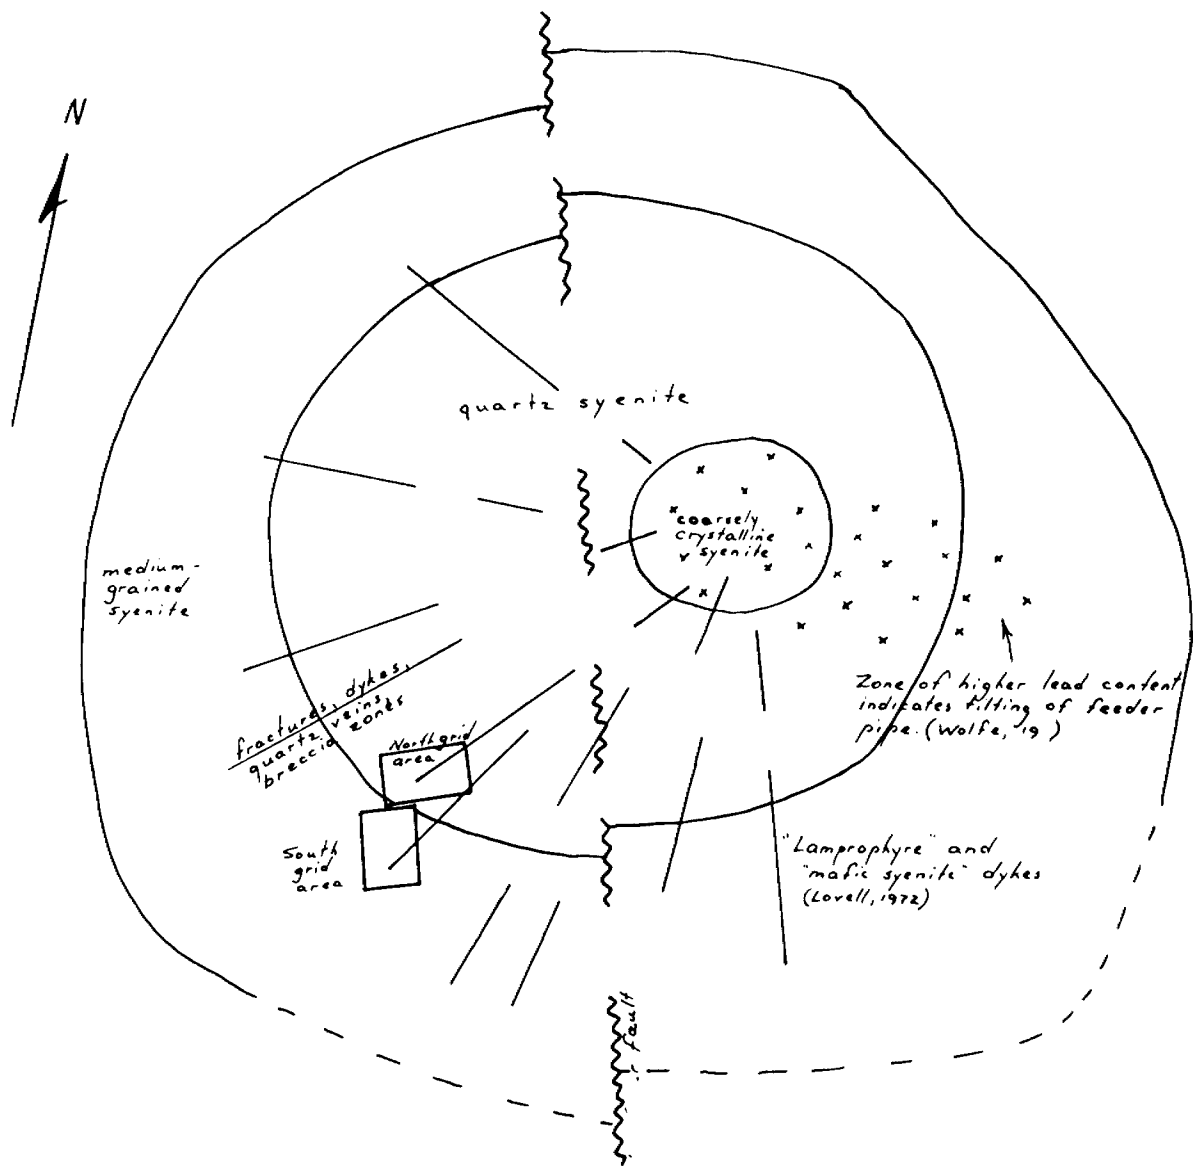 N
quartz syenite
coarsely
crystalline
syenite
medium-
grained
syenite
fractures, dykes,
quartz veins,
breccia zones
North grid
area
South
grid
area
Zone of higher lead content
indicates tilting of feeder
pipe. (Wolfe, 19 )
"Lamprophyre" and
"mafic syenite" dykes
(Lovell, 1972)
fault